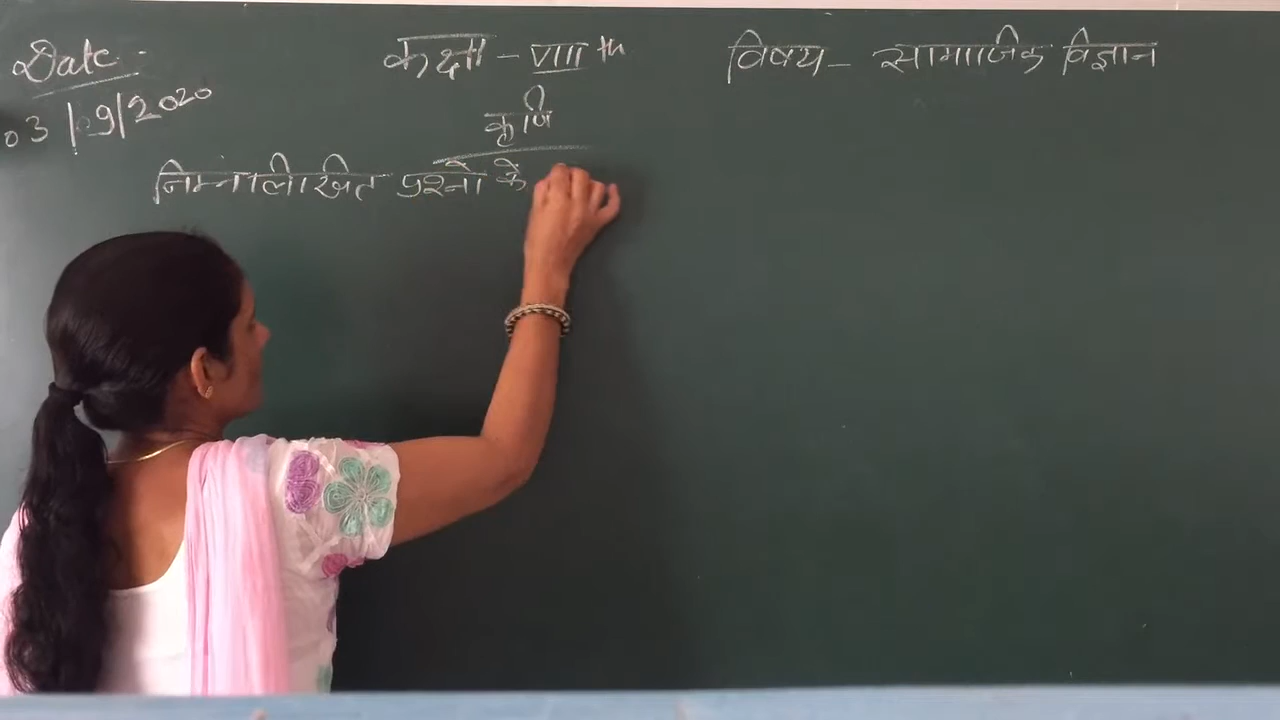 Date - कक्षा - VIII th विषय - सामाजिक विज्ञान
03/09/2020
कृषि
निम्नलिखित प्रश्नों के